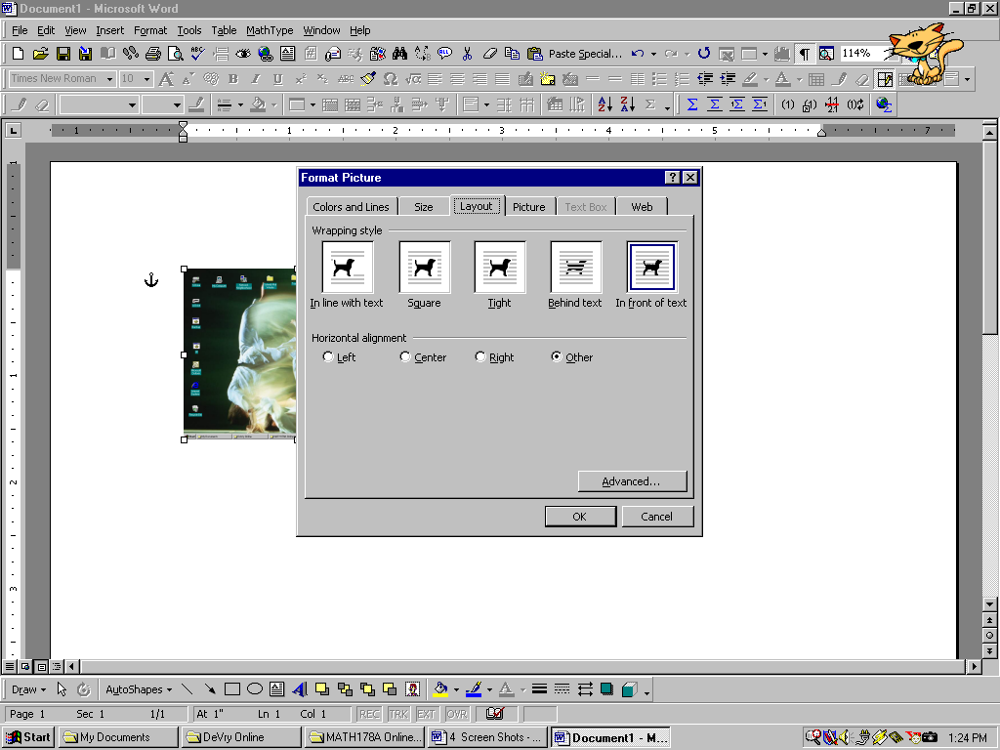 Document1 - Microsoft Word
File Edit View Insert Format Tools Table MathType Window Help
Paste Special... 114%
Times New Roman 10
1 1 2 3 4 5 7
Format Picture
Colors and Lines Size Layout Picture Text Box Web
Wrapping style
In line with text Square Tight Behind text In front of text
Horizontal alignment
Left Center Right Other
Advanced...
OK Cancel
Draw AutoShapes
Page 1 Sec 1 1/1 At 1" Ln 1 Col 1 REC TRK EXT OVR
Start My Documents DeVry Online MATH178A Online... 4 Screen Shots - ... Document1 - M... 1:24 PM